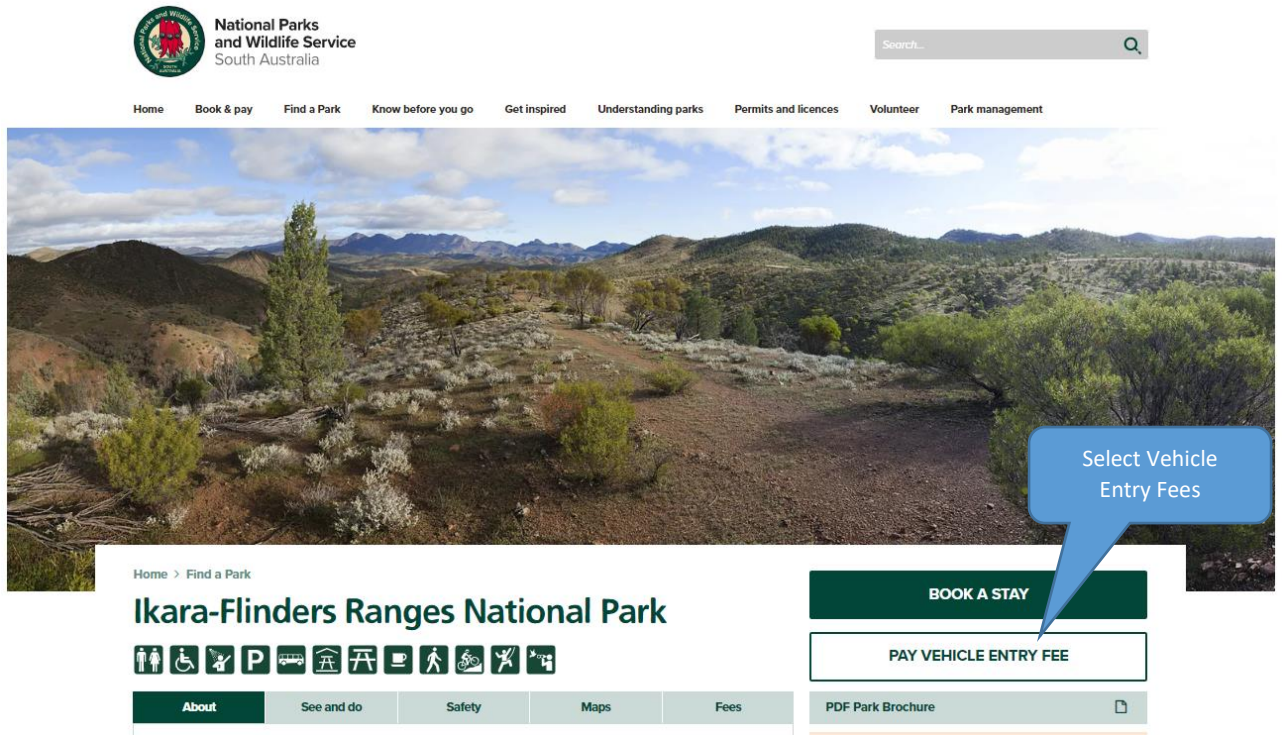 National Parks
and Wildlife Service
South Australia
Search...
Home Book & pay Find a Park Know before you go Get inspired Understanding parks Permits and licences Volunteer Park management
Select Vehicle
Entry Fees
Home > Find a Park
Ikara-Flinders Ranges National Park
BOOK A STAY
PAY VEHICLE ENTRY FEE
About See and do Safety Maps Fees
PDF Park Brochure